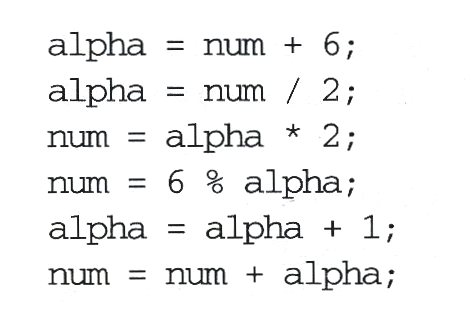 alpha = num + 6;
alpha = num / 2;
num = alpha * 2;
num = 6 % alpha;
alpha = alpha + 1;
num = num + alpha;